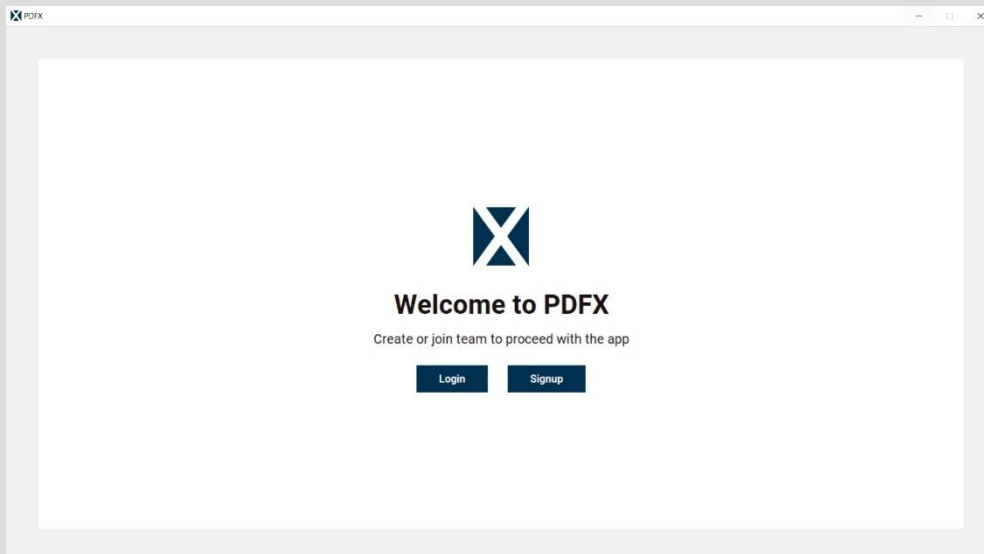 PDFX
Welcome to PDFX
Create or join team to proceed with the app
Login Signup